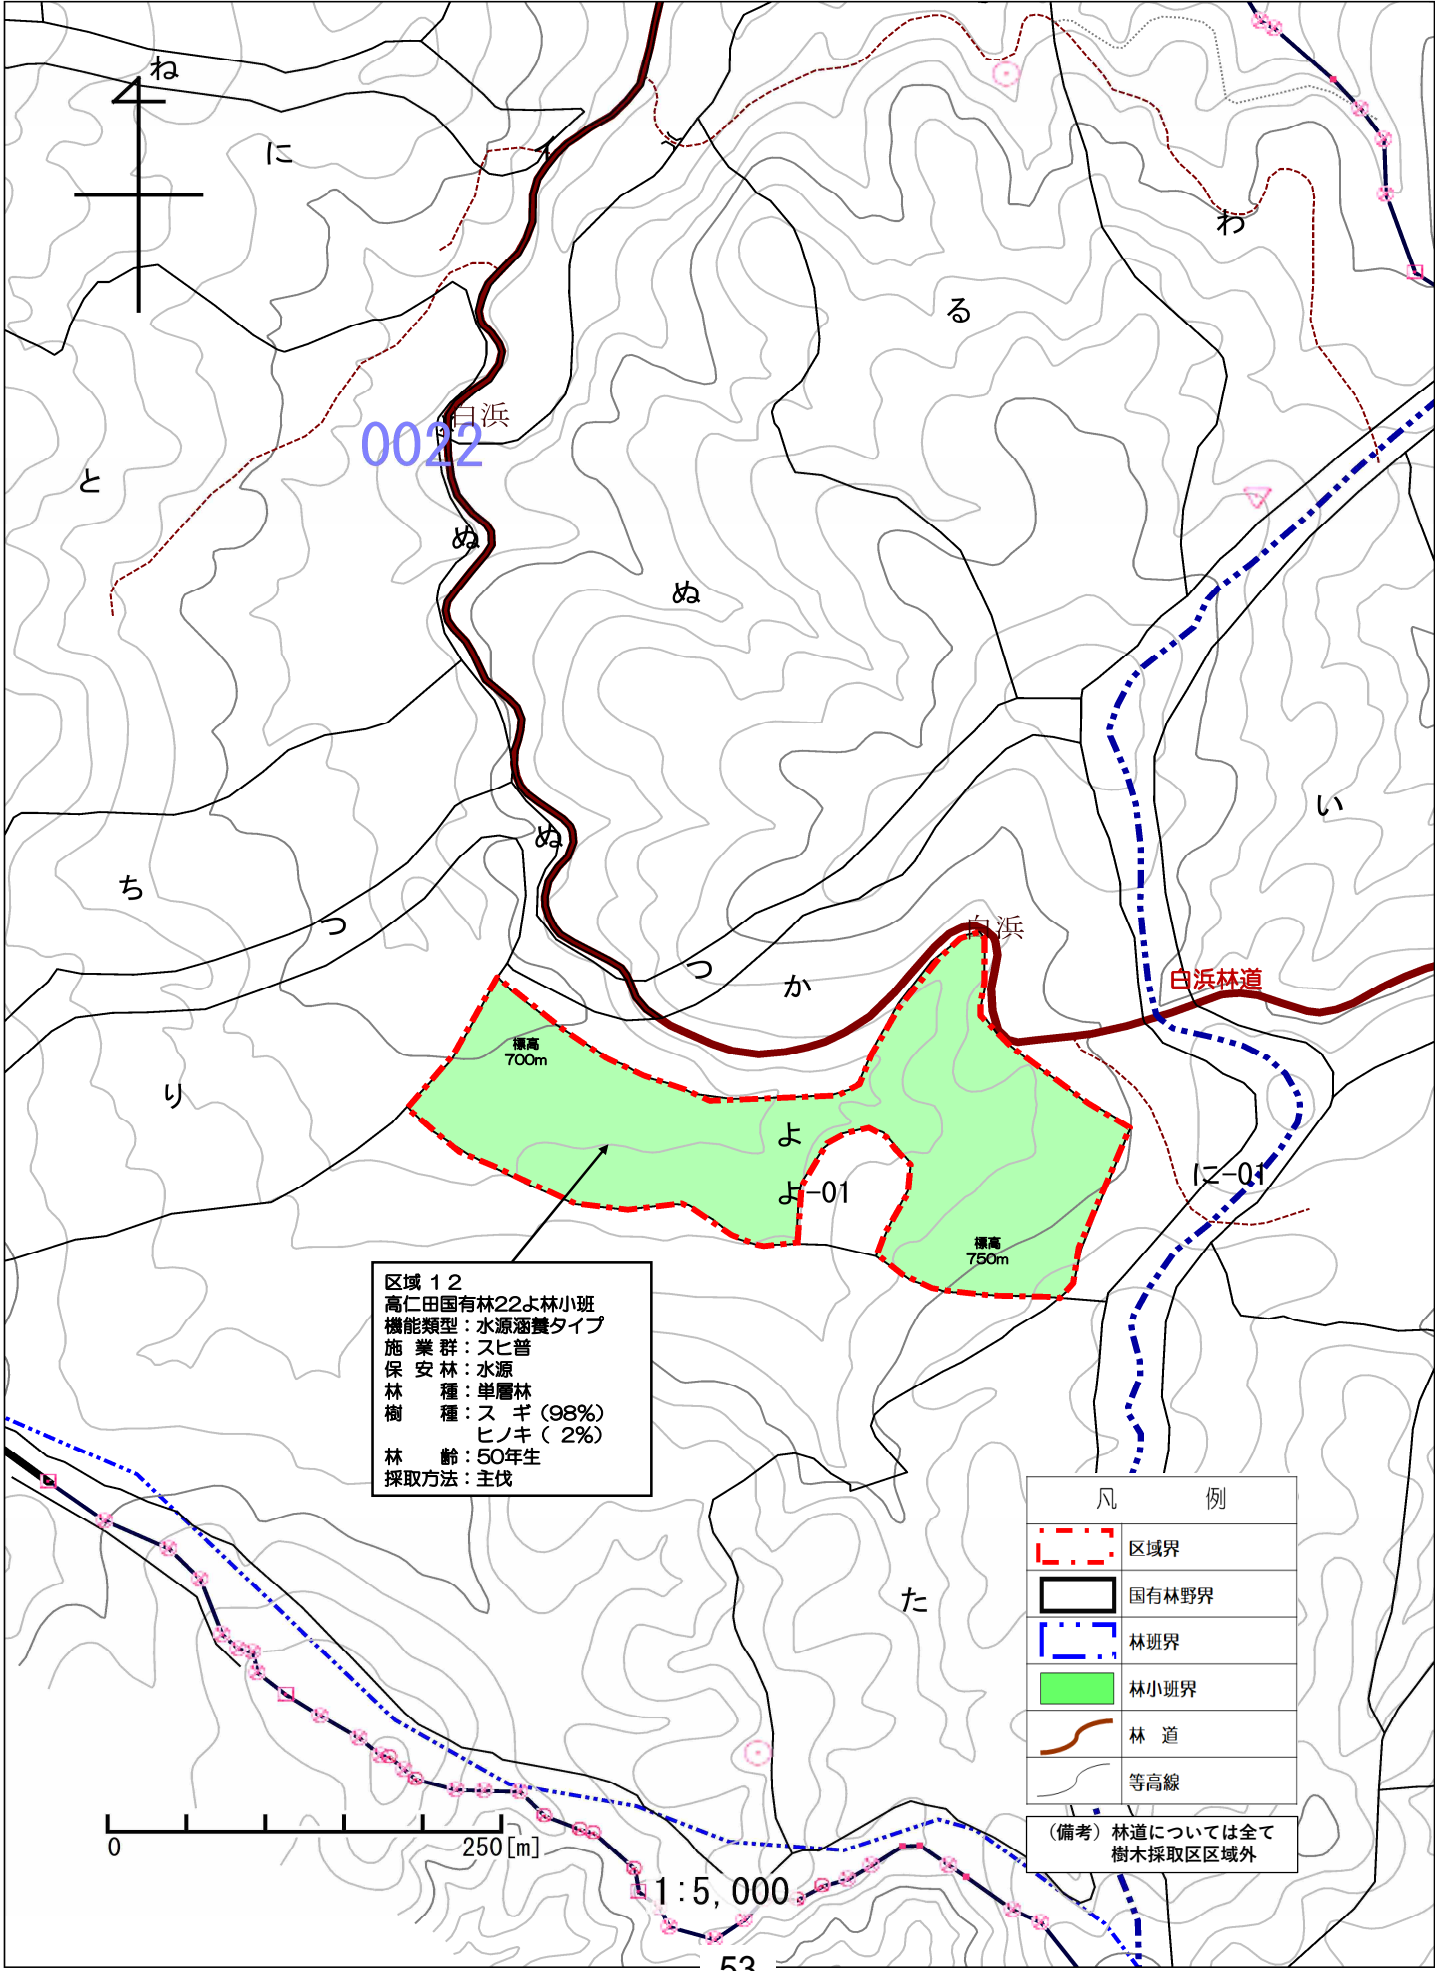 ね
に
イ
わ
る
白浜
0022
と
ぬ
ぬ
い
ぬ
ち
つ
白浜
つ
か
白浜林道
標高
700m
り
よ
に-01
よ-01
標高
750m
区域 12
高仁田国有林22よ林小班
機能類型：水源涵養タイプ
施 業 群：スヒ普
保 安 林：水源
林　　種：単層林
樹　　種：ス ギ（98%）
ヒノキ（ 2%）
林　　齢：50年生
採取方法：主伐
凡　例
区域界
国有林野界
林班界
林小班界
林 道
等高線
た
（備考）林道については全て
樹木採取区区域外
0　250[m]
1:5,000
53